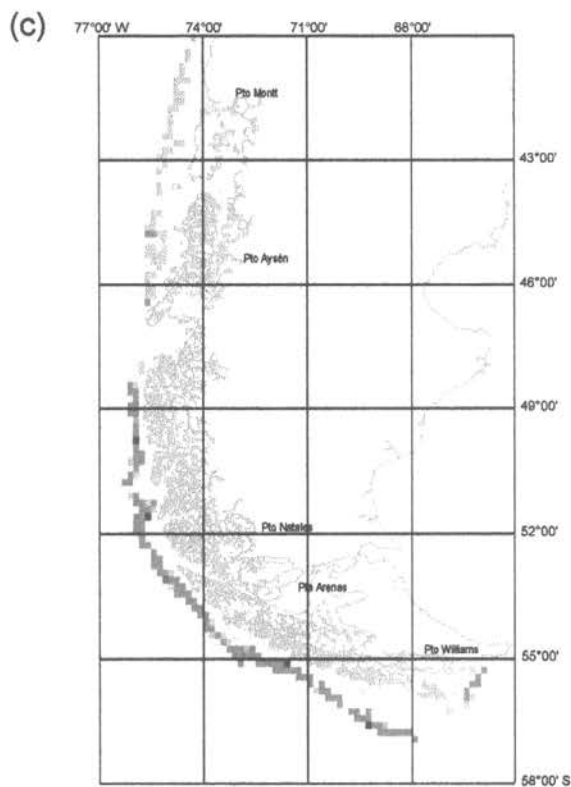 (c)
77°00' W 74°00' 71°00' 68°00'
Pto Montt
43°00'
Pto Aysén
46°00'
49°00'
Pto Natales
52°00'
Pta Arenas
Pto Williams
55°00'
58°00' S